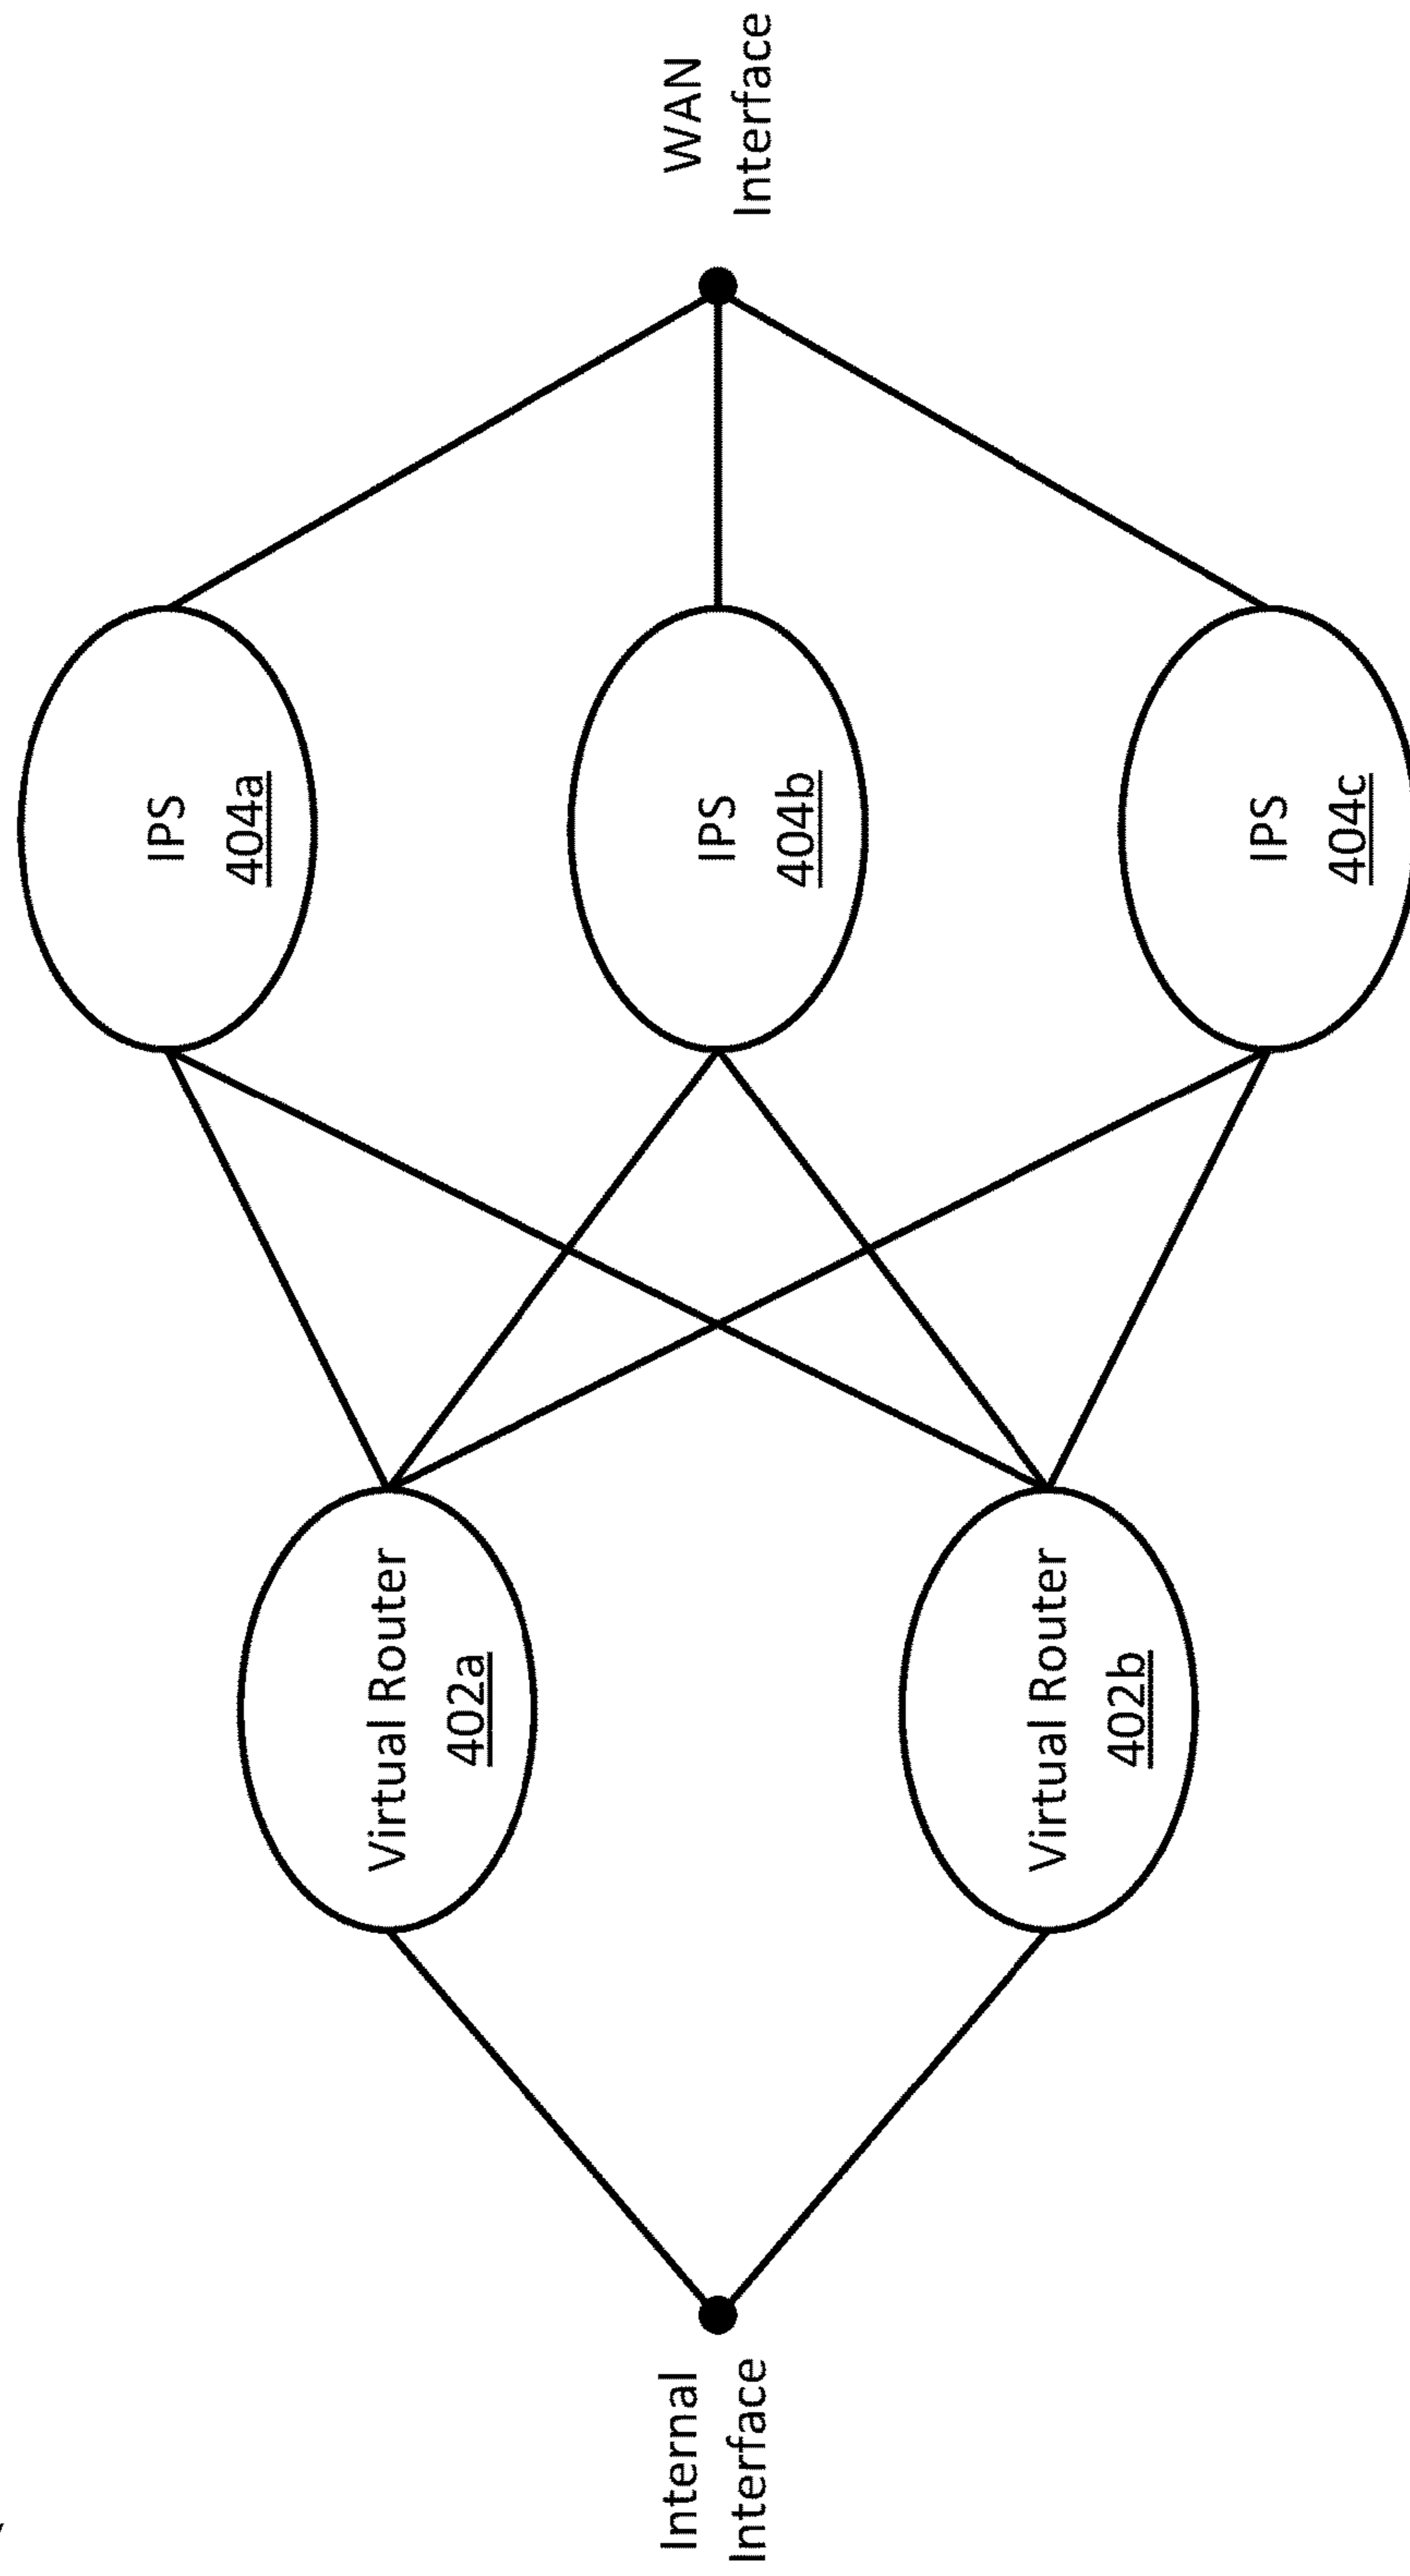 Internal
Interface
Virtual Router
402a
Virtual Router
402b
IPS
404a
IPS
404b
IPS
404c
WAN
Interface